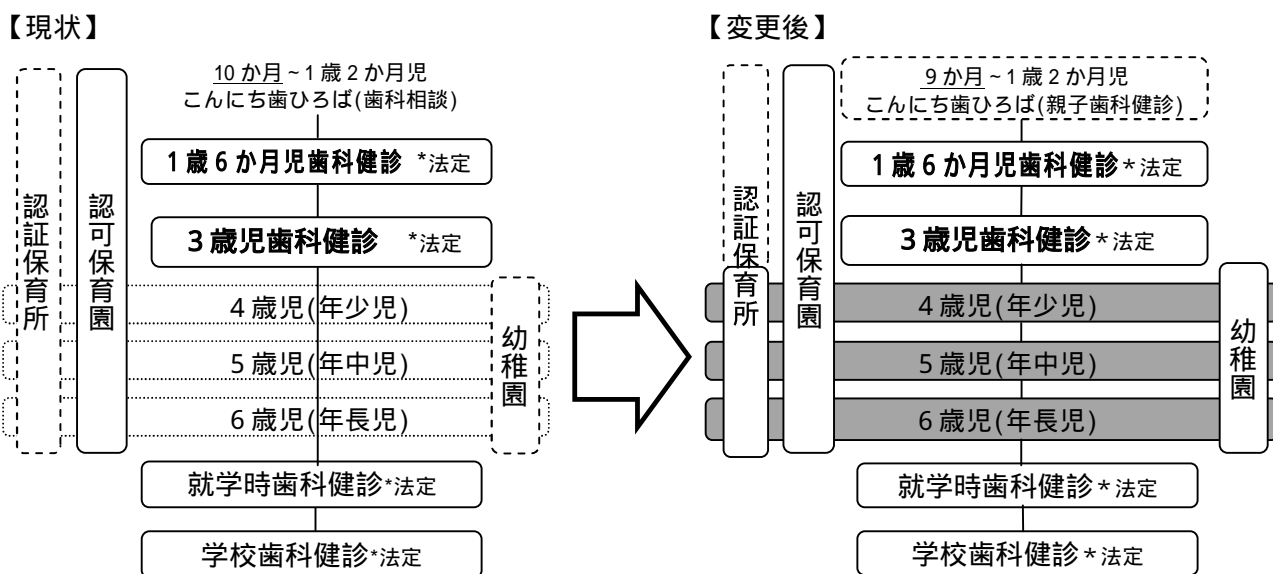 【現状】
10か月~1歳2か月児
こんにち歯ひろば(歯科相談)
1歳6か月児歯科健診 *法定
3歳児歯科健診 *法定
認証保育所
認可保育園
4歳児(年少児)
5歳児(年中児)
6歳児(年長児)
幼稚園
就学時歯科健診*法定
学校歯科健診*法定
【変更後】
9か月~1歳2か月児
こんにち歯ひろば(親子歯科健診)
1歳6か月児歯科健診*法定
3歳児歯科健診*法定
認証保育所
認可保育園
4歳児(年少児)
5歳児(年中児)
6歳児(年長児)
幼稚園
就学時歯科健診*法定
学校歯科健診*法定